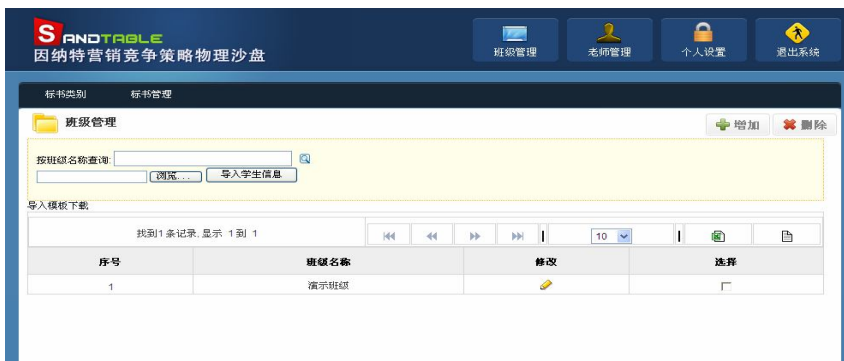 SANDTABLE
因纳特营销竞争策略物理沙盘
班级管理 老师管理 个人设置 退出系统
标书类别 标书管理
班级管理 增加 删除
按班级名称查询:
浏览... 导入学生信息
导入模板下载
找到1条记录.显示 1到 1 10
序号 班级名称 修改 选择
1 演示班级